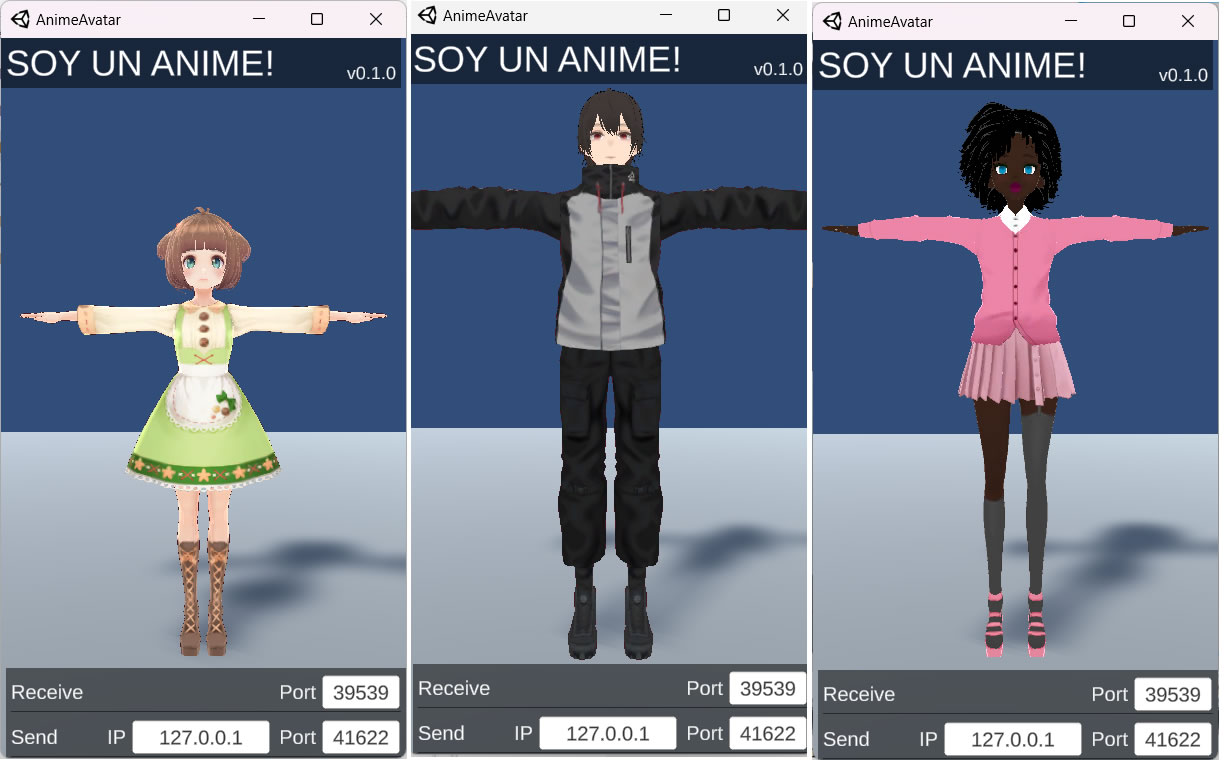 AnimeAvatar
SOY UN ANIME!
v0.1.0
Receive Port 39539
Send IP 127.0.0.1 Port 41622
AnimeAvatar
SOY UN ANIME!
v0.1.0
Receive Port 39539
Send IP 127.0.0.1 Port 41622
AnimeAvatar
SOY UN ANIME!
v0.1.0
Receive Port 39539
Send IP 127.0.0.1 Port 41622